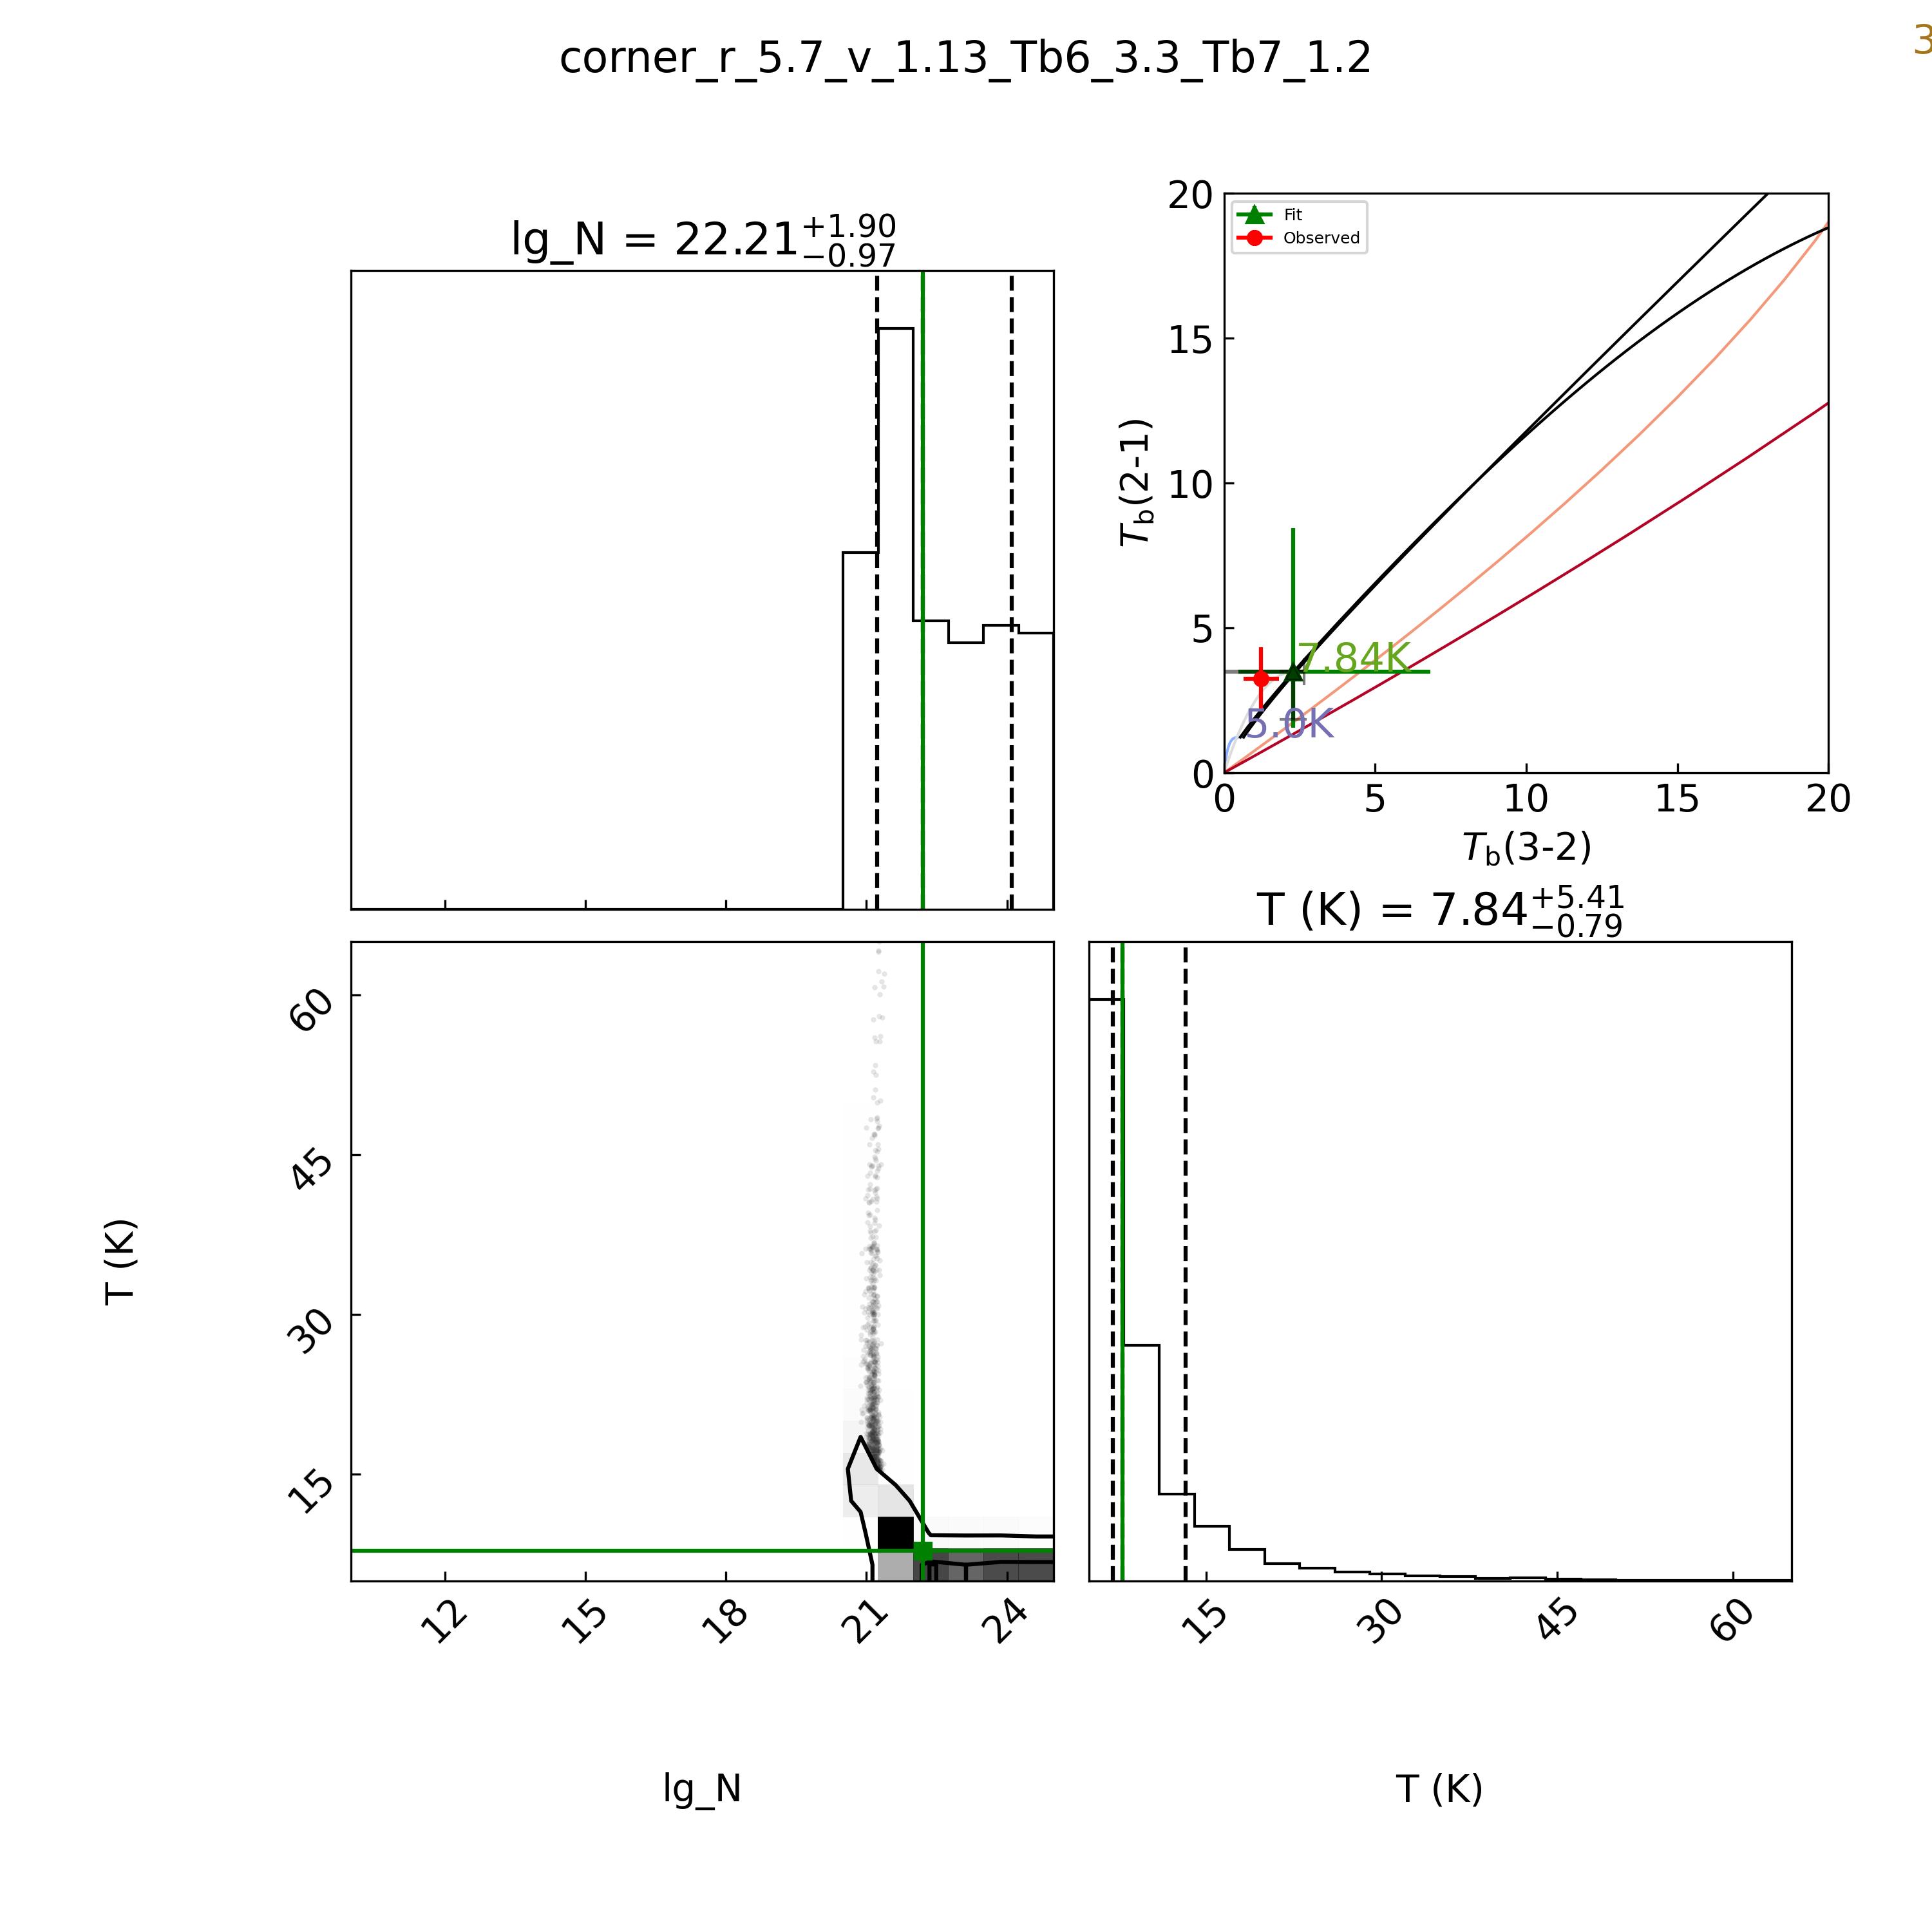 corner_r_5.7_v_1.13_Tb6_3.3_Tb7_1.2
3
lg_N = 22.21 +1.90 −0.97
20
15
10
5
0
Tb(2-1)
Fit
Observed
7.84K
5.0K
0 5 10 15 20
Tb(3-2)
T (K) = 7.84 +5.41 −0.79
60
45
30
15
T (K)
12 15 18 21 24
15 30 45 60
lg_N
T (K)